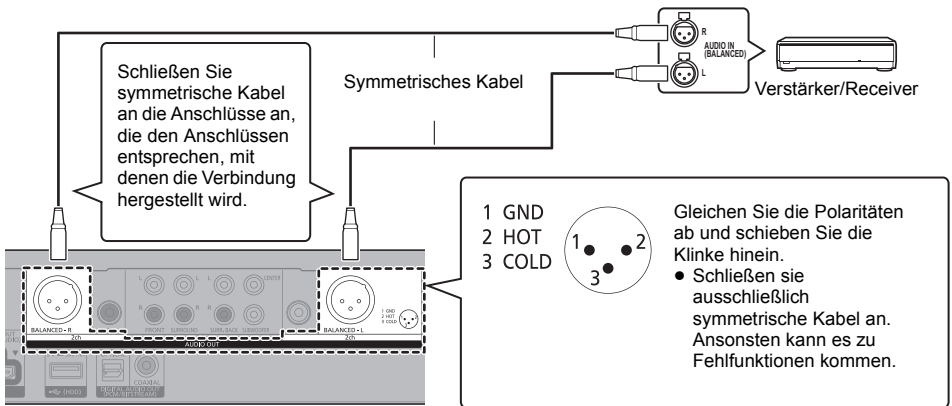 Schließen Sie
symmetrische Kabel
an die Anschlüsse an,
die den Anschlüssen
entsprechen, mit
denen die Verbindung
hergestellt wird.
Symmetrisches Kabel
R
AUDIO IN
(BALANCED)
L
Verstärker/Receiver
1 GND
2 HOT
3 COLD
1
2
3
Gleichen Sie die Polaritäten
ab und schieben Sie die
Klinke hinein.
● Schließen sie
ausschließlich
symmetrische Kabel an.
Ansonsten kann es zu
Fehlfunktionen kommen.
L
L
CENTER
R
R
FRONT
SURROUND
SURR. BACK
SUBWOOFER
BALANCED - R
2ch
BALANCED - L
2ch
1 GND
2 HOT
3 COLD
AUDIO OUT
(HDD)
COAXIAL
DIGITAL AUDIO OUT